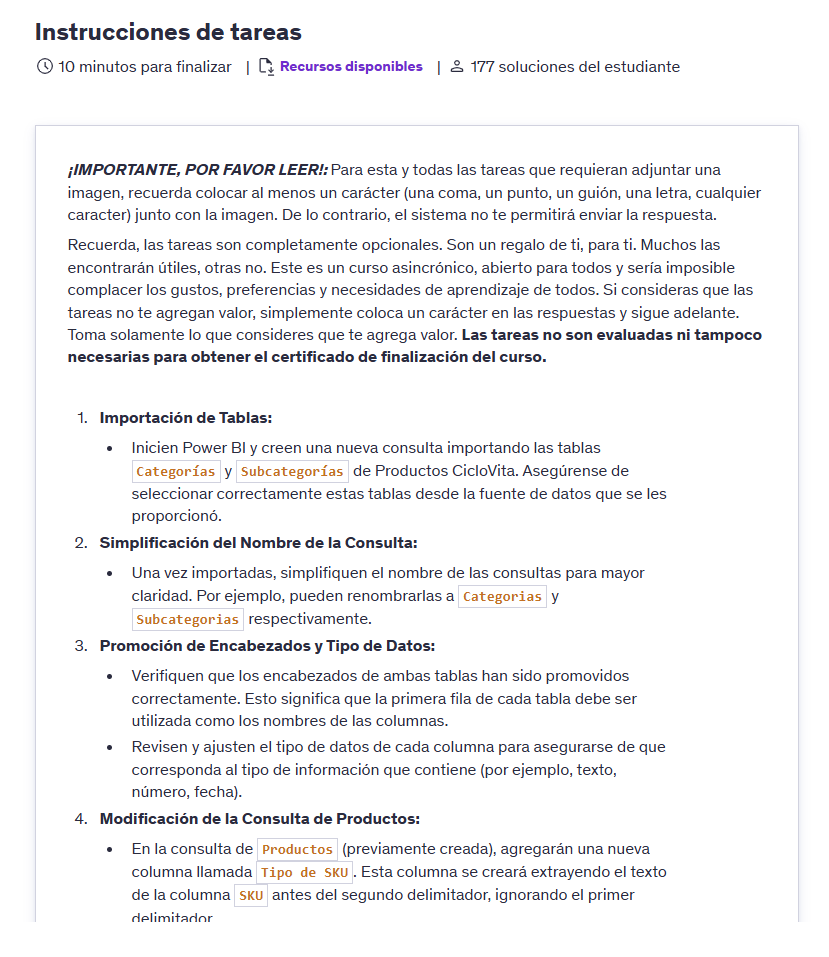 Instrucciones de tareas
10 minutos para finalizar | Recursos disponibles | 177 soluciones del estudiante
¡IMPORTANTE, POR FAVOR LEER!: Para esta y todas las tareas que requieran adjuntar una
imagen, recuerda colocar al menos un carácter (una coma, un punto, un guión, una letra, cualquier
caracter) junto con la imagen. De lo contrario, el sistema no te permitirá enviar la respuesta.
Recuerda, las tareas son completamente opcionales. Son un regalo de ti, para ti. Muchos las
encontrarán útiles, otras no. Este es un curso asincrónico, abierto para todos y sería imposible
complacer los gustos, preferencias y necesidades de aprendizaje de todos. Si consideras que las
tareas no te agregan valor, simplemente coloca un carácter en las respuestas y sigue adelante.
Toma solamente lo que consideres que te agrega valor. Las tareas no son evaluadas ni tampoco
necesarias para obtener el certificado de finalización del curso.
1. Importación de Tablas:
• Inicien Power BI y creen una nueva consulta importando las tablas
Categorías y Subcategorías de Productos CicloVita. Asegúrense de
seleccionar correctamente estas tablas desde la fuente de datos que se les
proporcionó.
2. Simplificación del Nombre de la Consulta:
• Una vez importadas, simplifiquen el nombre de las consultas para mayor
claridad. Por ejemplo, pueden renombrarlas a Categorias y
Subcategorias respectivamente.
3. Promoción de Encabezados y Tipo de Datos:
• Verifiquen que los encabezados de ambas tablas han sido promovidos
correctamente. Esto significa que la primera fila de cada tabla debe ser
utilizada como los nombres de las columnas.
• Revisen y ajusten el tipo de datos de cada columna para asegurarse de que
corresponda al tipo de información que contiene (por ejemplo, texto,
número, fecha).
4. Modificación de la Consulta de Productos:
• En la consulta de Productos (previamente creada), agregarán una nueva
columna llamada Tipo de SKU. Esta columna se creará extrayendo el texto
de la columna SKU antes del segundo delimitador, ignorando el primer
delimitador.